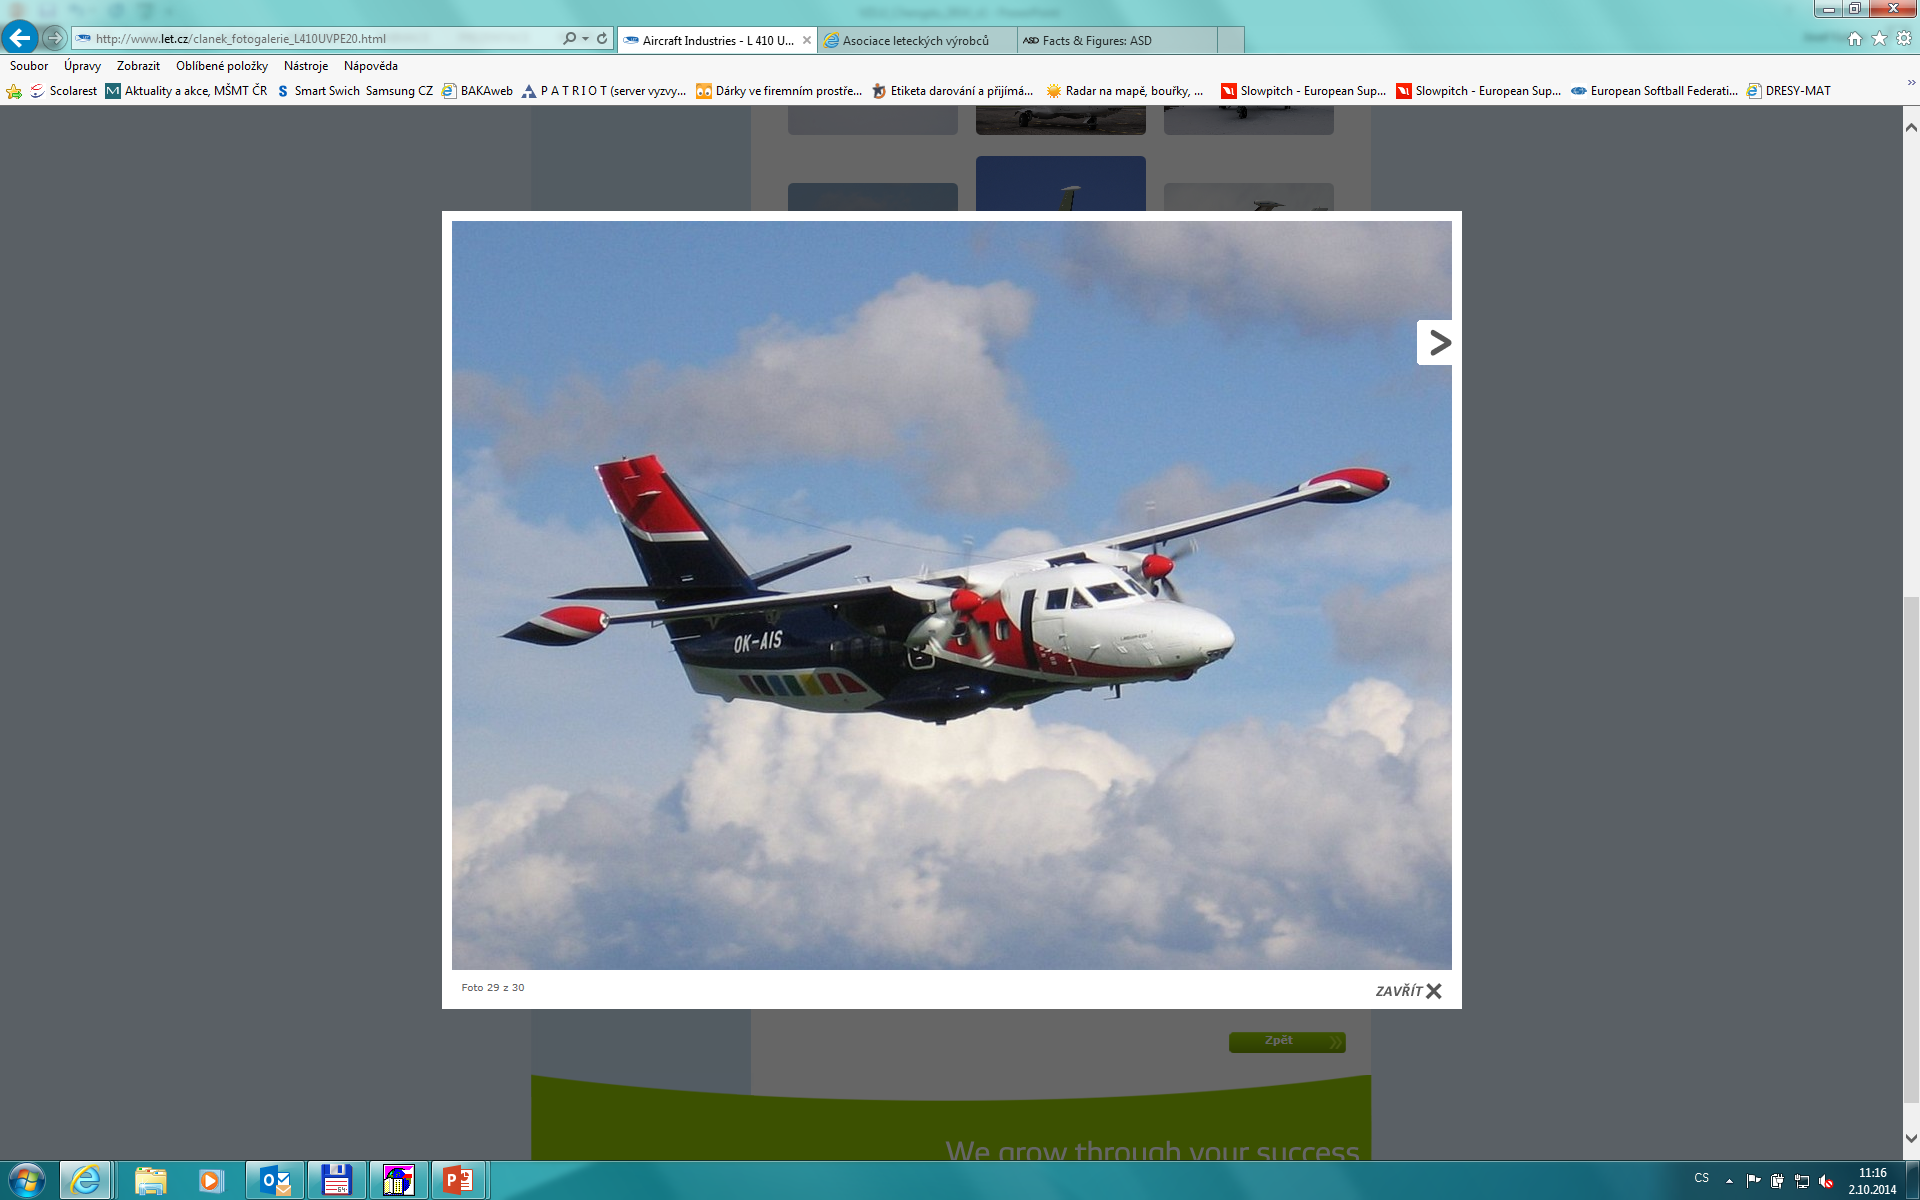 http://www.let.cz/clanek_fotogalerie_L410UVPE20.html
Aircraft Industries - L 410 U...
Asociace leteckých výrobců
ASD Facts & Figures: ASD
Soubor Úpravy Zobrazit Oblíbené položky Nástroje Nápověda
Scolarest
M Aktuality a akce, MŠMT ČR
S Smart Swich Samsung CZ
BAKAweb
P A T R I O T (server vyzvy...
Dárky ve firemním prostře...
Etiketa darování a přijímá...
Radar na mapě, bouřky, ...
Slowpitch - European Sup...
Slowpitch - European Sup...
European Softball Federati...
DRESY-MAT
OK-AIS
Foto 29 z 30
ZAVŘÍT
Zpět
We grow through your success
CS
11:16
2.10.2014